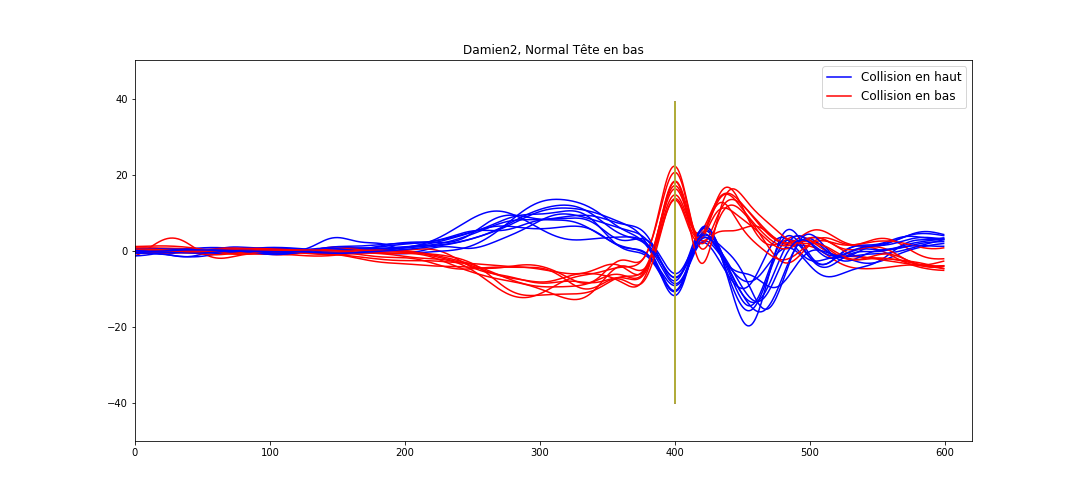 Damien2, Normal Tête en bas
Collision en haut
Collision en bas
40
20
0
−20
−40
0 100 200 300 400 500 600